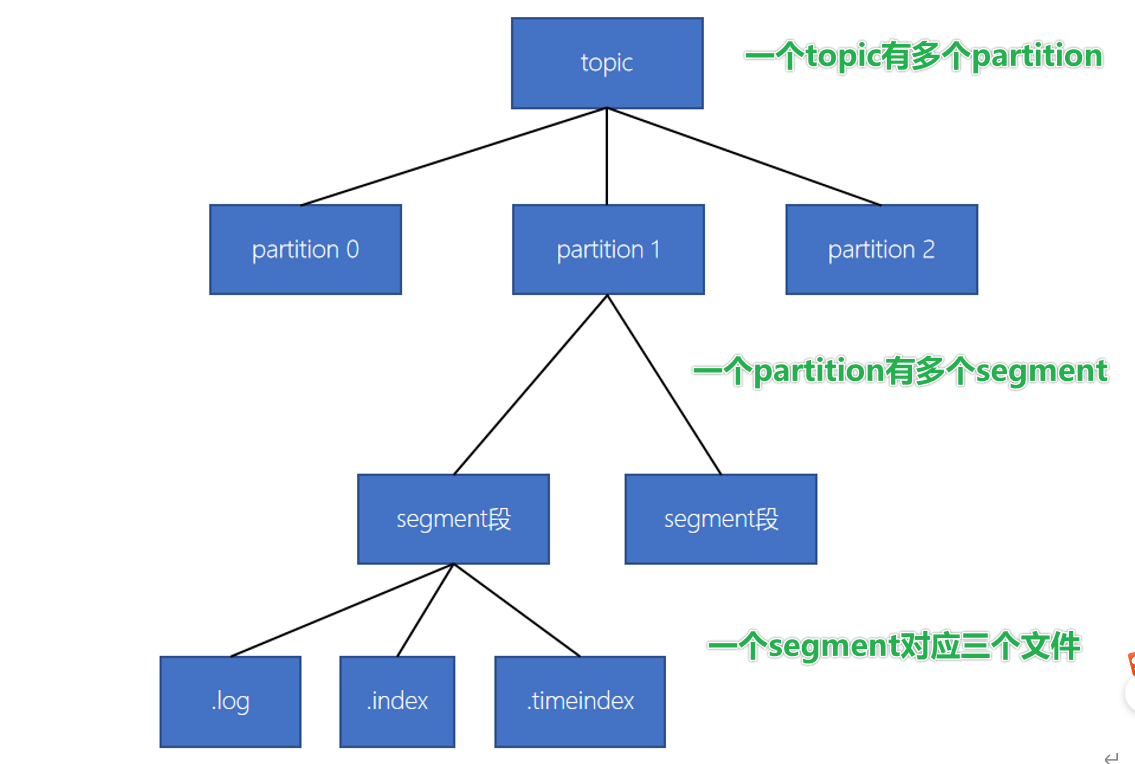 topic
一个topic有多个partition
partition 0
partition 1
partition 2
一个partition有多个segment
segment段
segment段
一个segment对应三个文件
.log
.index
.timeindex